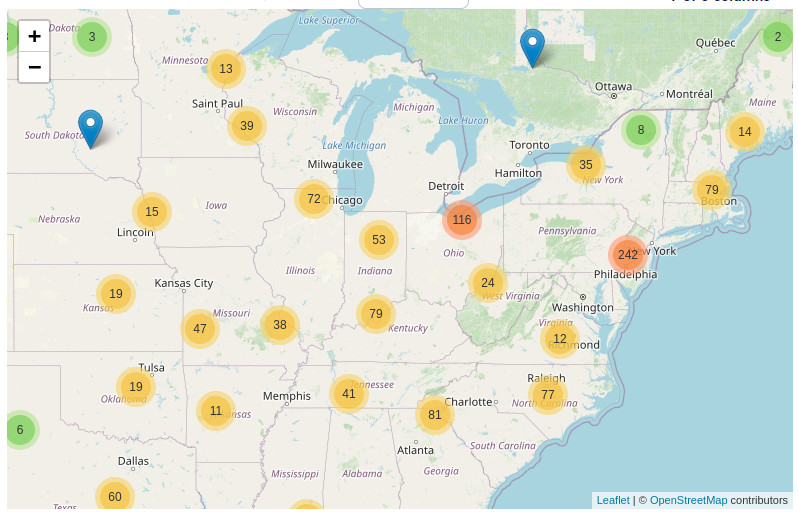 +
−
3
Dakota
Lake Superior
Québec
2
Minnesota
13
Ottawa
Montréal
Saint Paul
Wisconsin
Michigan
Lake Huron
Maine
39
8
14
South Dakota
Lake Michigan
Toronto
Milwaukee
Hamilton
35
New York
Detroit
72
Chicago
79
Boston
15
Iowa
116
Nebraska
Lincoln
53
Pennsylvania
242
New York
Ohio
Illinois
Indiana
Philadelphia
Kansas City
24
West Virginia
19
Kansas
Washington
Missouri
47
38
79
Kentucky
Virginia
12
Richmond
Tulsa
19
Oklahoma
Memphis
41
Tennessee
Raleigh
77
North Carolina
Charlotte
11
81
6
South Carolina
Atlanta
Dallas
Mississippi
Alabama
Georgia
60
Texas
Leaflet | © OpenStreetMap contributors